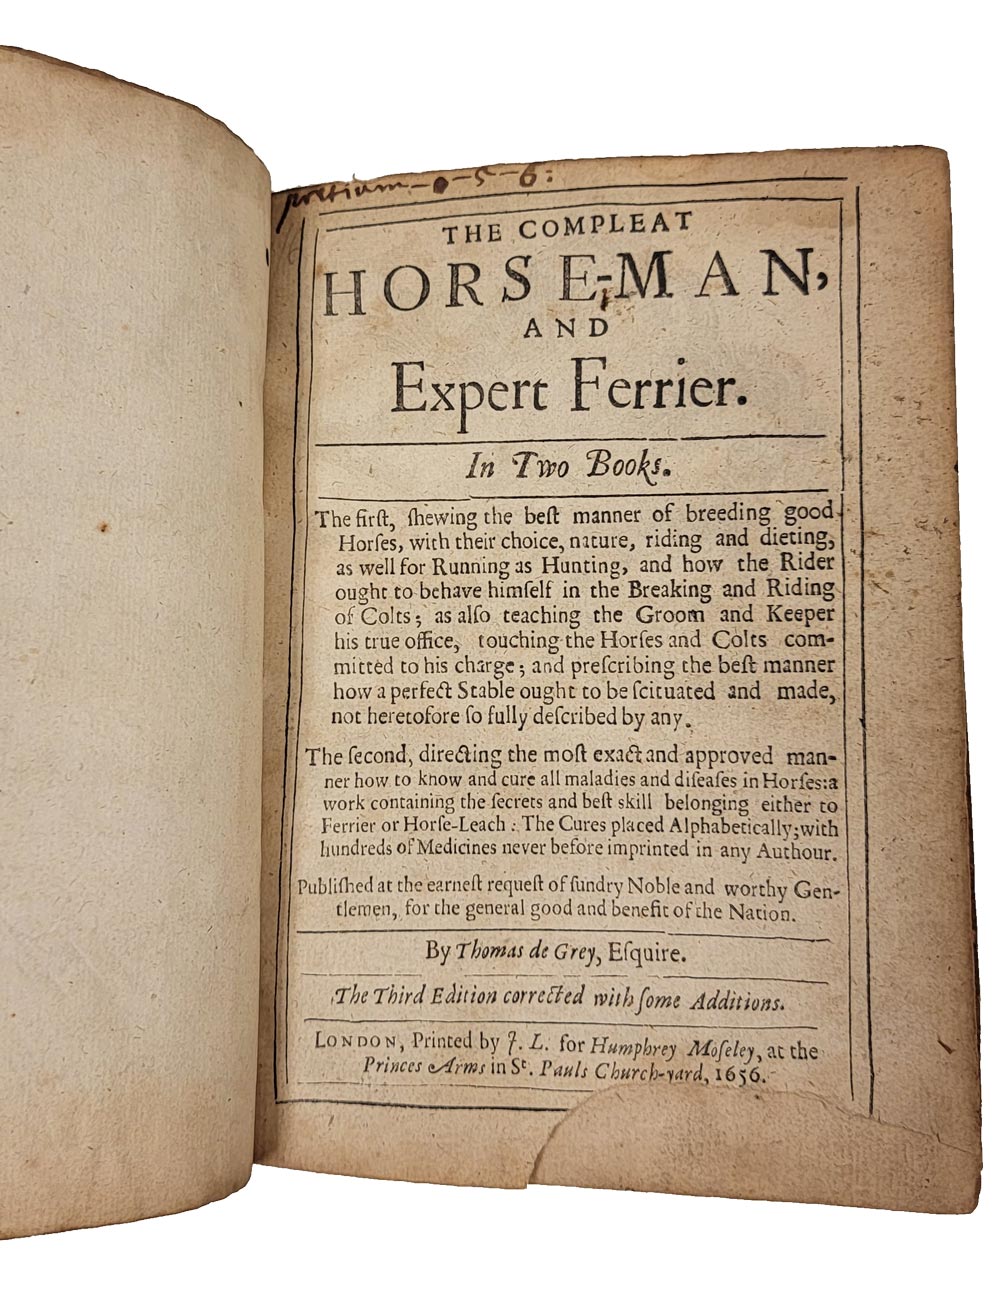 pretium - 0 - 5 - 6 :
THE COMPLEAT
HORSE-MAN,
AND
Expert Ferrier.
In Two Books.
The firſt, ſhewing the beſt manner of breeding good
Horſes, with their choice, nature, riding and dieting,
as well for Running as Hunting, and how the Rider
ought to behave himſelf in the Breaking and Riding
of Colts; as alſo teaching the Groom and Keeper
his true office, touching the Horſes and Colts com-
mitted to his charge; and preſcribing the beſt manner
how a perfect Stable ought to be ſcituated and made,
not heretofore ſo fully deſcribed by any.
The ſecond, directing the moſt exact and approved man-
ner how to know and cure all maladies and diſeaſes in Horſes: a
work containing the ſecrets and beſt skill belonging either to
Ferrier or Horſe-Leach : The Cures placed Alphabetically; with
hundreds of Medicines never before imprinted in any Authour.
Publiſhed at the earneſt requeſt of ſundry Noble and worthy Gen-
tlemen, for the general good and benefit of the Nation.
By Thomas de Grey, Eſquire.
The Third Edition corrected with ſome Additions.
LONDON, Printed by J. L. for Humphrey Moſeley, at the
Princes Arms in St. Pauls Church-yard, 1656.